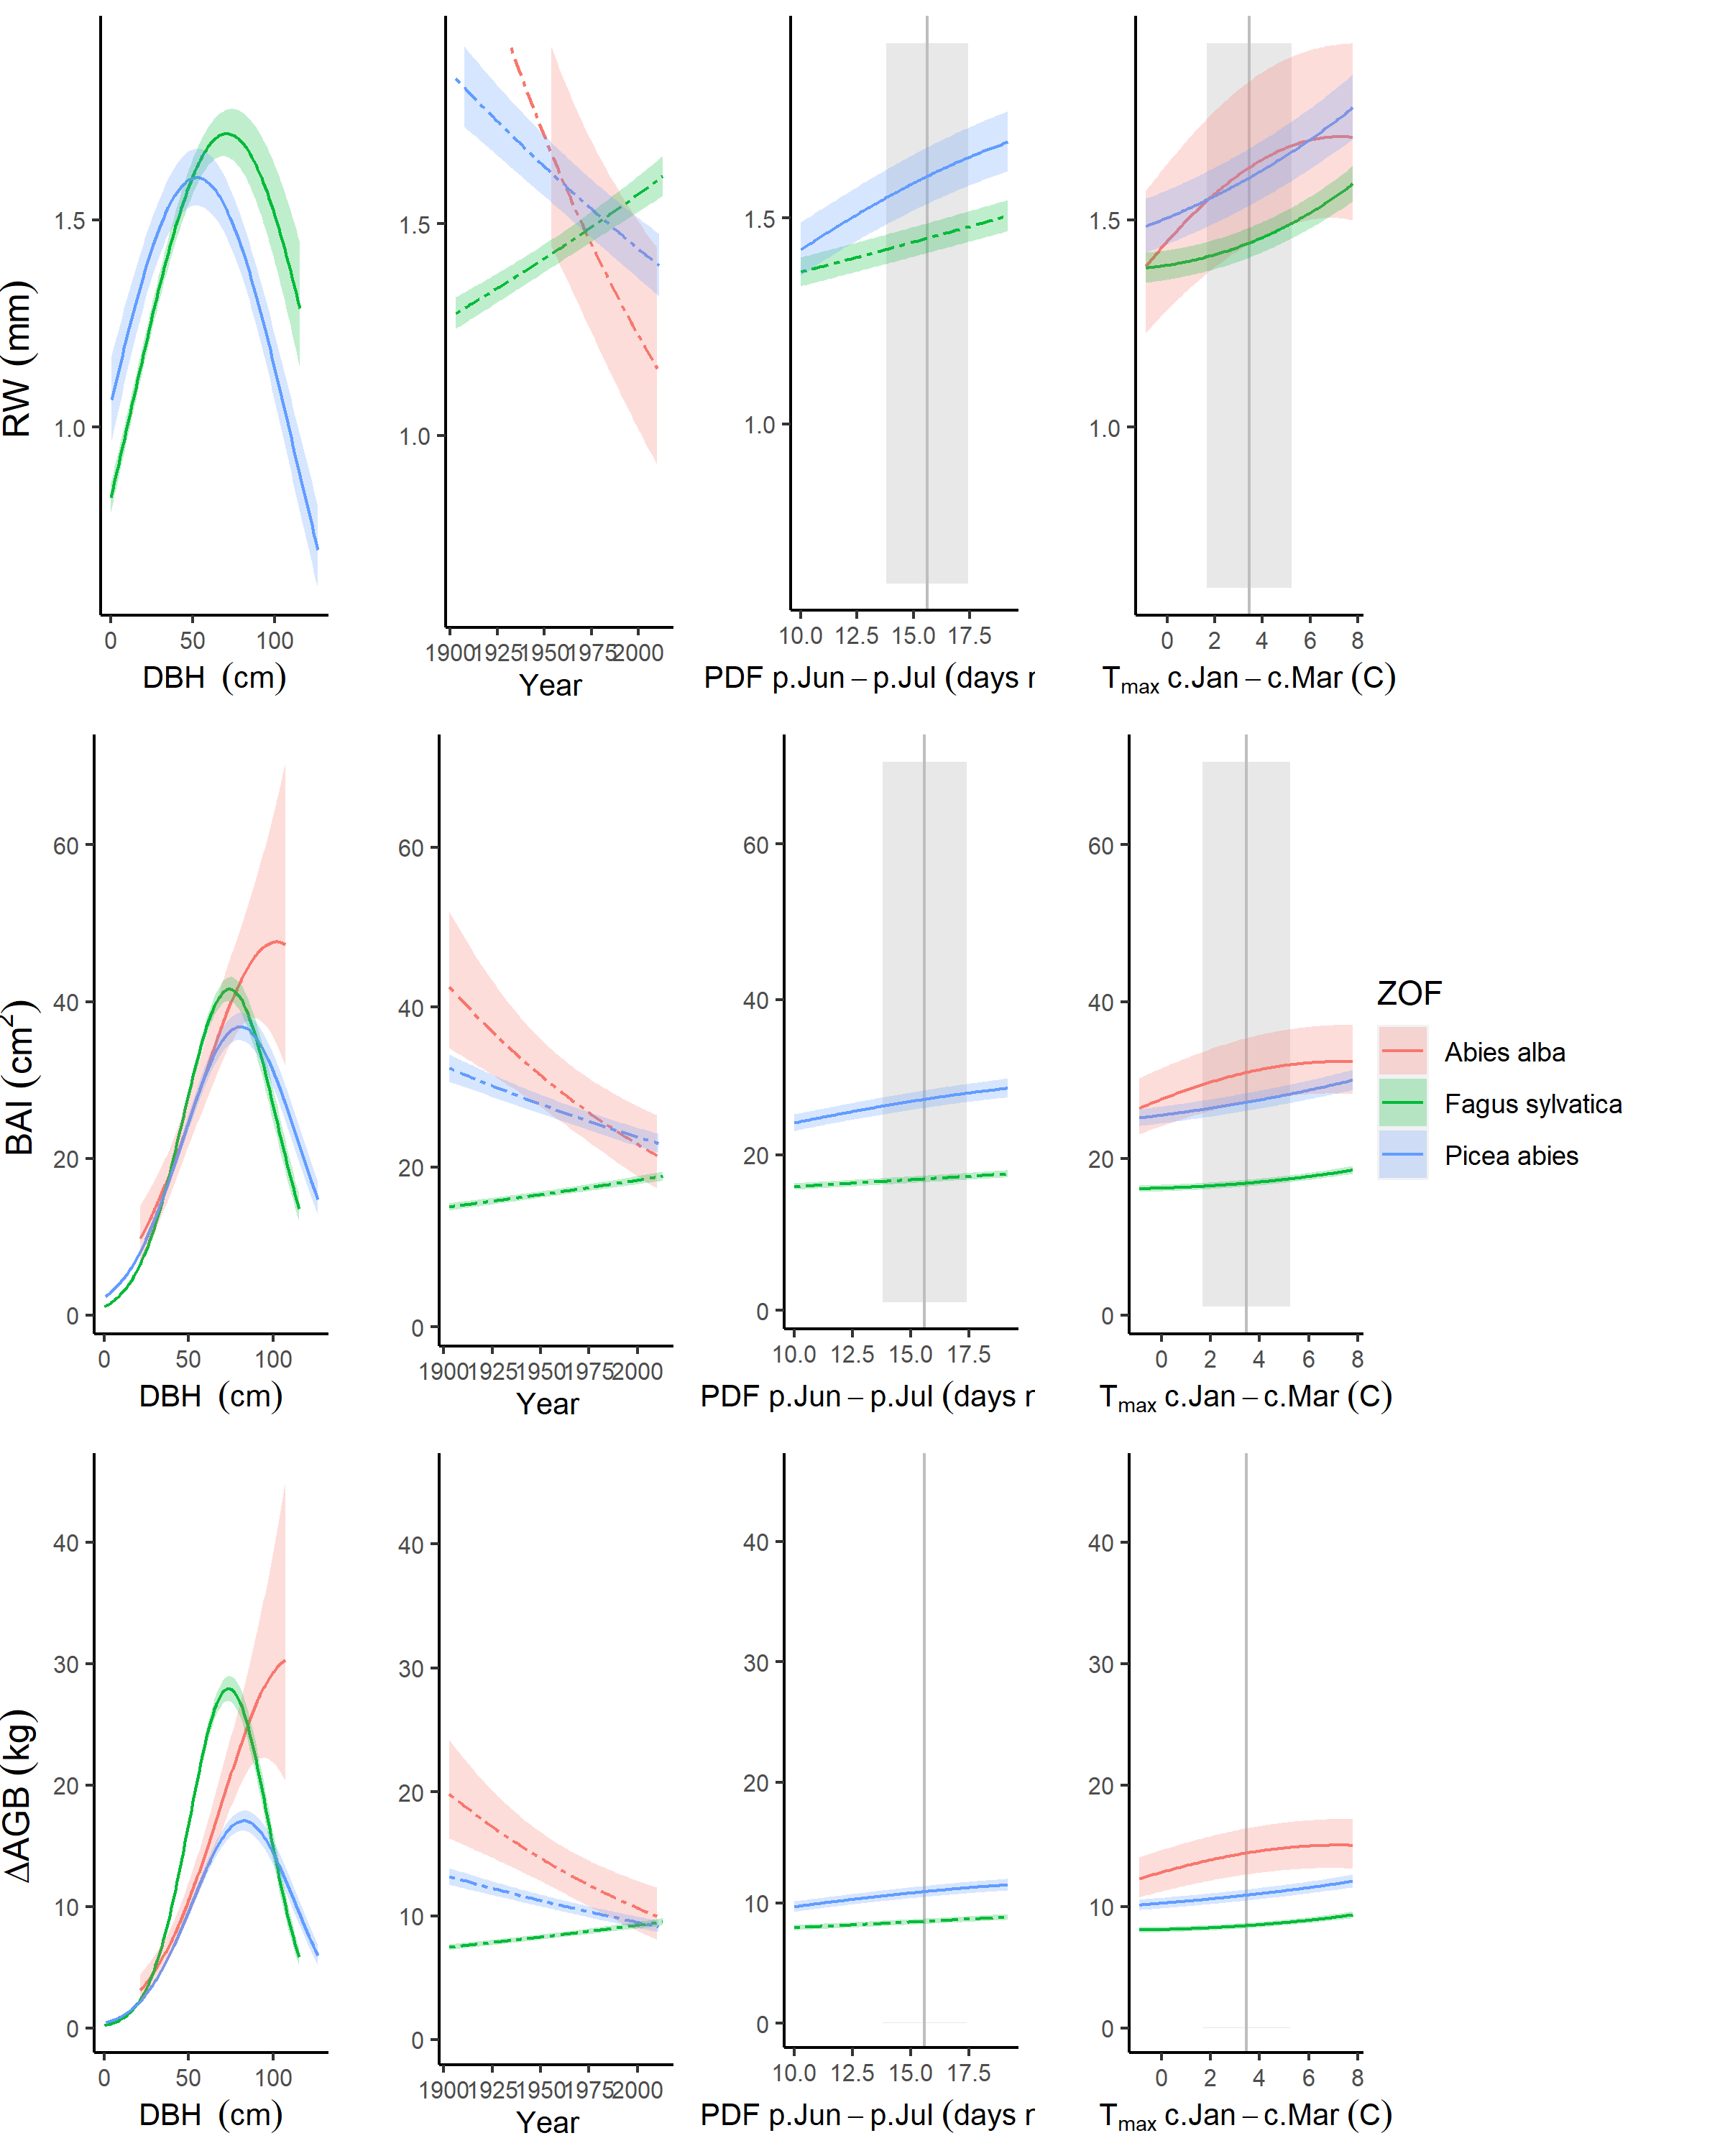 RW (mm)
1.5
1.0
0 50 100
DBH (cm)
1.5
1.0
1900 1925 1950 1975 2000
Year
1.5
1.0
10.0 12.5 15.0 17.5
PDF p.Jun – p.Jul (days r
1.5
1.0
0 2 4 6 8
Tmax c.Jan – c.Mar (C)
BAI (cm2)
60
40
20
0
0 50 100
DBH (cm)
60
40
20
0
1900 1925 1950 1975 2000
Year
60
40
20
0
10.0 12.5 15.0 17.5
PDF p.Jun – p.Jul (days r
60
40
20
0
0 2 4 6 8
Tmax c.Jan – c.Mar (C)
ZOF
Abies alba
Fagus sylvatica
Picea abies
ΔAGB (kg)
40
30
20
10
0
0 50 100
DBH (cm)
40
30
20
10
0
1900 1925 1950 1975 2000
Year
40
30
20
10
0
10.0 12.5 15.0 17.5
PDF p.Jun – p.Jul (days r
40
30
20
10
0
0 2 4 6 8
Tmax c.Jan – c.Mar (C)